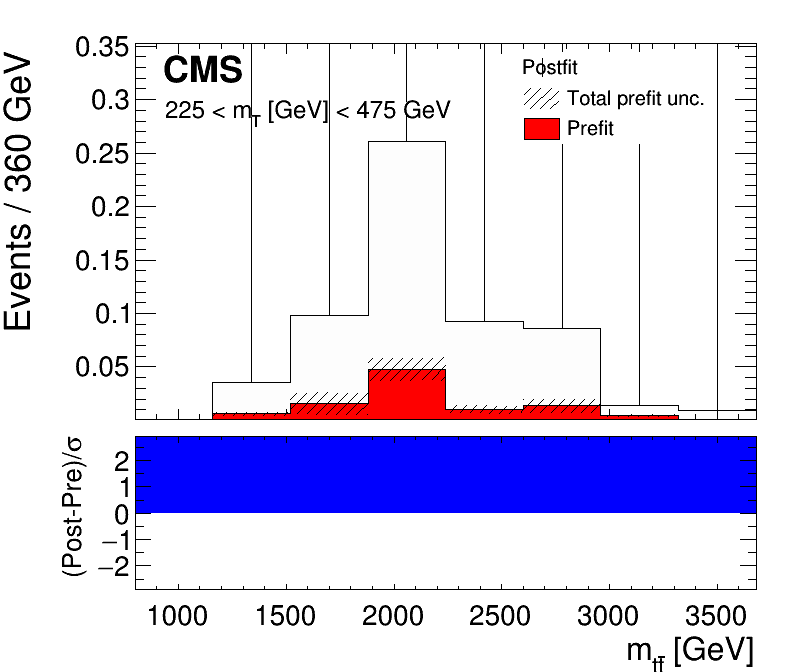 CMS
225 < mT [GeV] < 475 GeV
Postfit
Total prefit unc.
Prefit
Events / 360 GeV
0.35
0.3
0.25
0.2
0.15
0.1
0.05
(Post-Pre)/σ
2
1
0
−1
−2
1000 1500 2000 2500 3000 3500
mtt̄ [GeV]